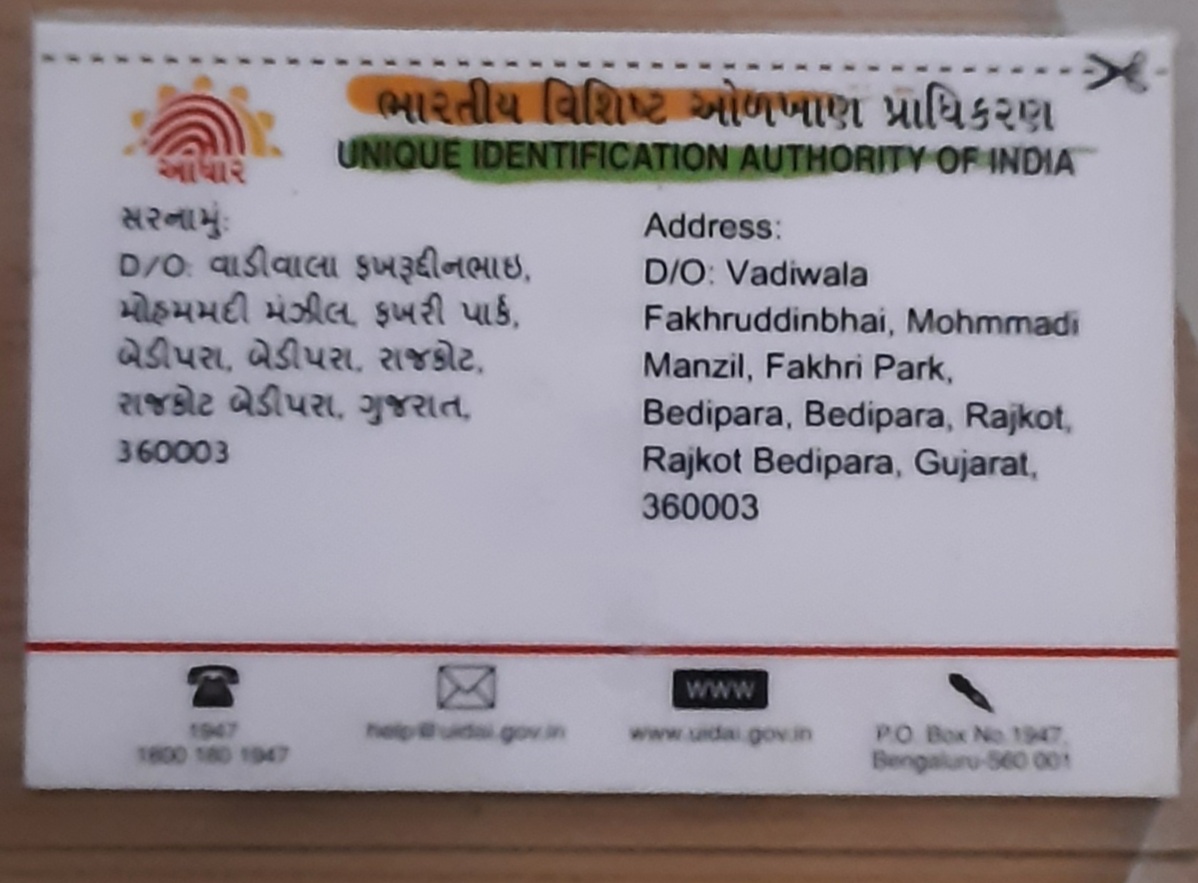 ભારતીય વિશિષ્ટ ઓળખાણ પ્રાધિકરણ
UNIQUE IDENTIFICATION AUTHORITY OF INDIA
આધાર
સરનામું:
D/O: વાડીવાલા ફખરૂદ્દીનભાઇ,
મોહમમદી મંઝીલ, ફખરી પાર્ક,
બેડીપરા, બેડીપરા, રાજકોટ,
રાજકોટ બેડીપરા, ગુજરાત,
360003
Address:
D/O: Vadiwala
Fakhruddinbhai, Mohmmadi
Manzil, Fakhri Park,
Bedipara, Bedipara, Rajkot,
Rajkot Bedipara, Gujarat,
360003
1947
1800 180 1947
help@uidai.gov.in
WWW
www.uidai.gov.in
P.O. Box No.1947,
Bengaluru-560 001